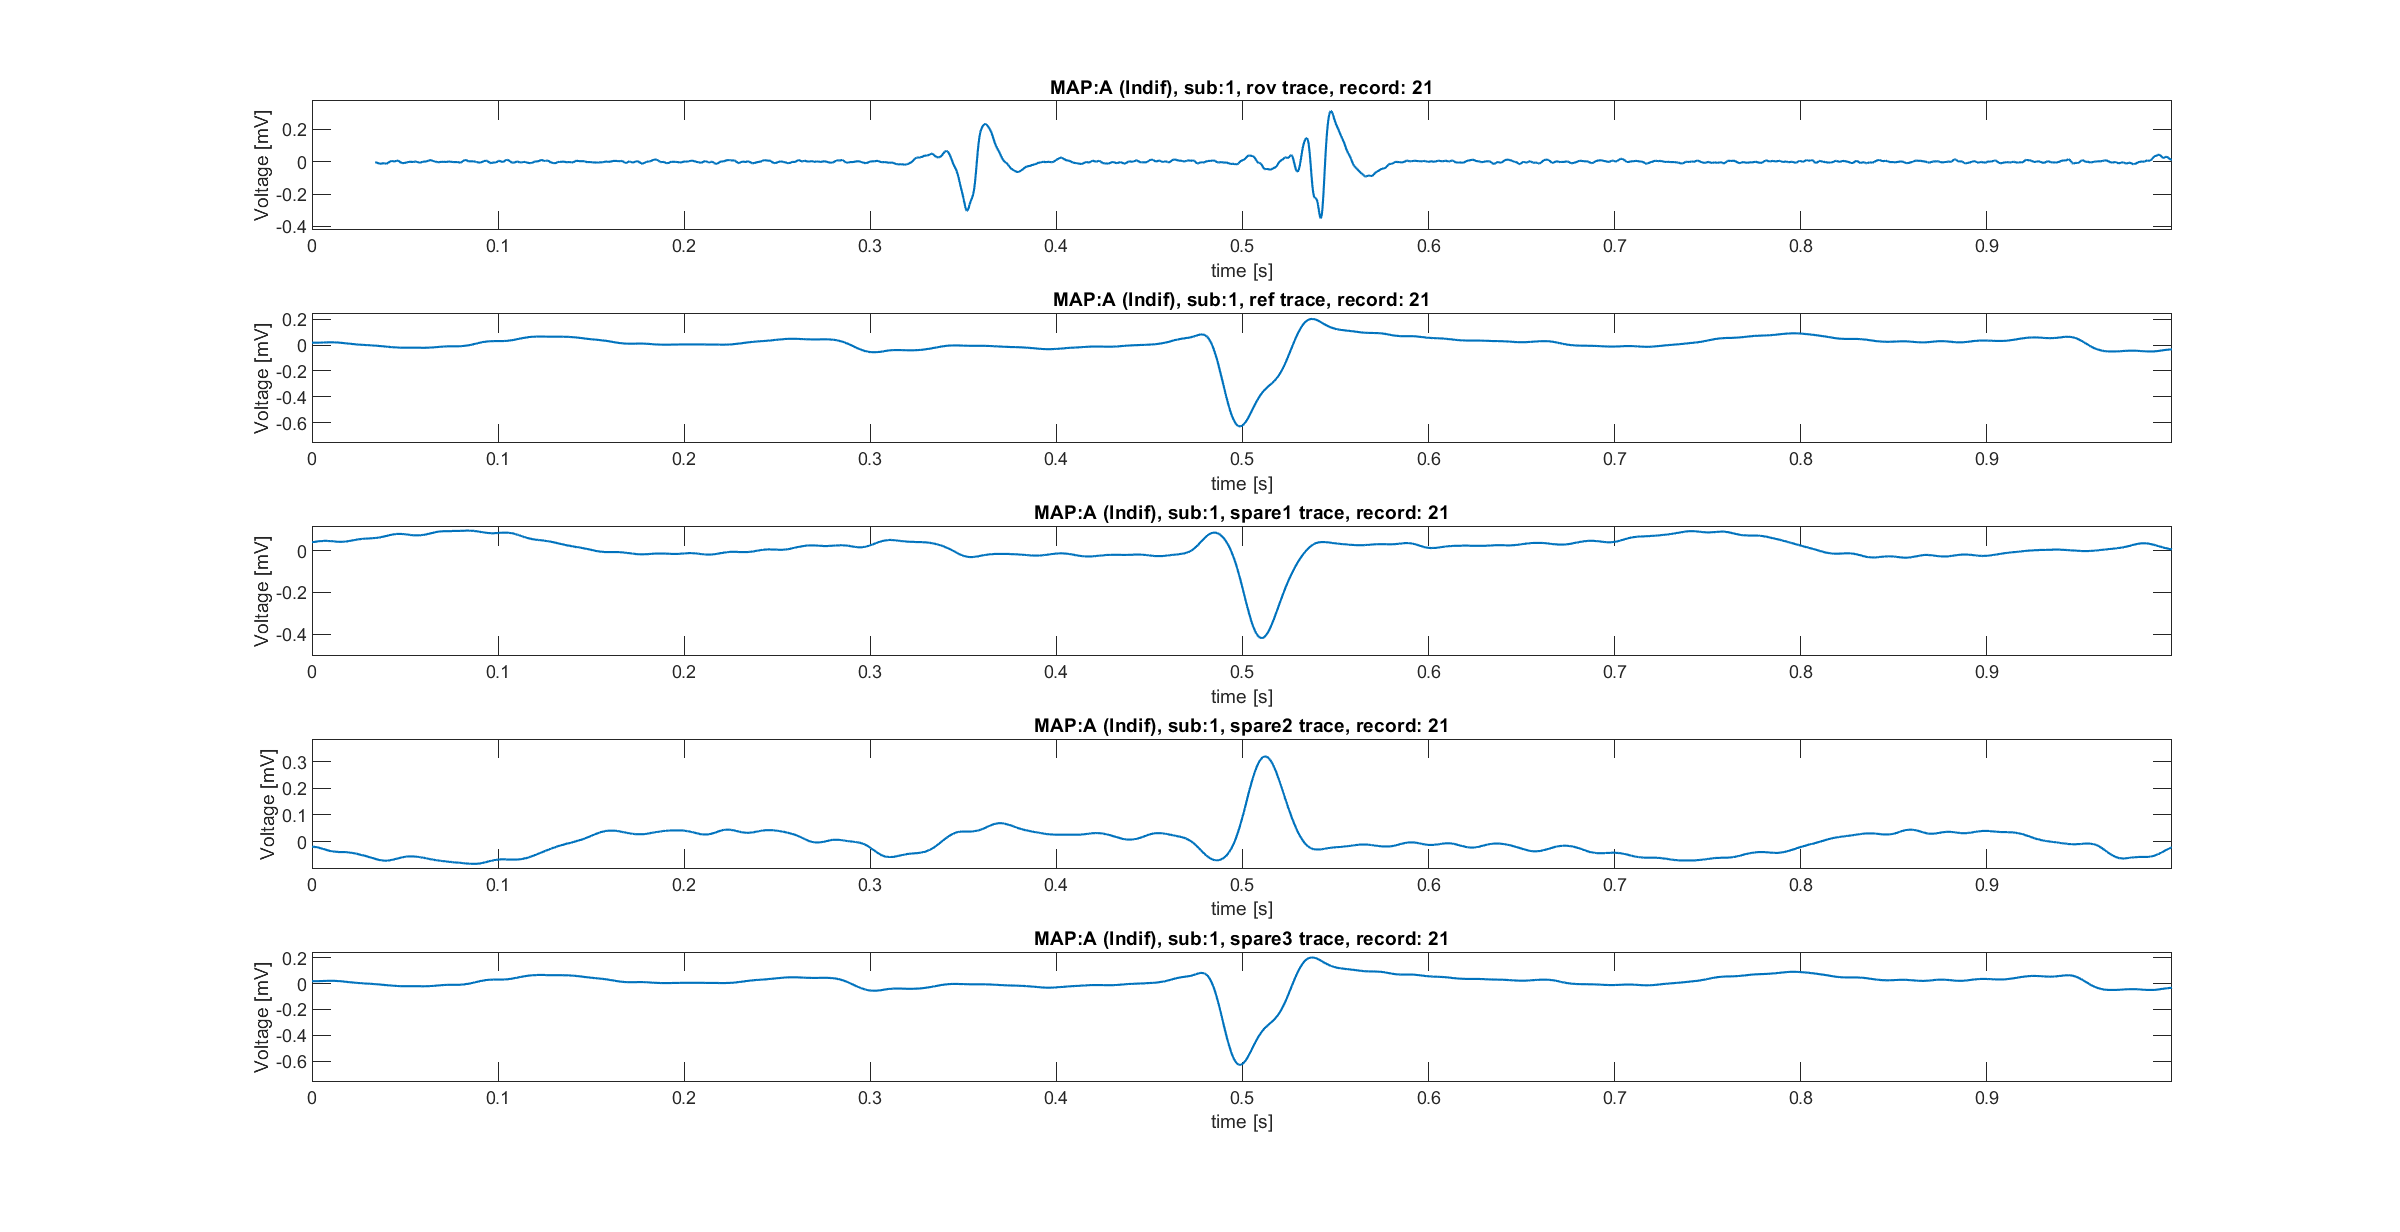 MAP:A (Indif), sub:1, rov trace, record: 21
Voltage [mV]
0.2
0
-0.2
-0.4
0 0.1 0.2 0.3 0.4 0.5 0.6 0.7 0.8 0.9
time [s]
MAP:A (Indif), sub:1, ref trace, record: 21
Voltage [mV]
0.2
0
-0.2
-0.4
-0.6
0 0.1 0.2 0.3 0.4 0.5 0.6 0.7 0.8 0.9
time [s]
MAP:A (Indif), sub:1, spare1 trace, record: 21
Voltage [mV]
0
-0.2
-0.4
0 0.1 0.2 0.3 0.4 0.5 0.6 0.7 0.8 0.9
time [s]
MAP:A (Indif), sub:1, spare2 trace, record: 21
Voltage [mV]
0.3
0.2
0.1
0
0 0.1 0.2 0.3 0.4 0.5 0.6 0.7 0.8 0.9
time [s]
MAP:A (Indif), sub:1, spare3 trace, record: 21
Voltage [mV]
0.2
0
-0.2
-0.4
-0.6
0 0.1 0.2 0.3 0.4 0.5 0.6 0.7 0.8 0.9
time [s]